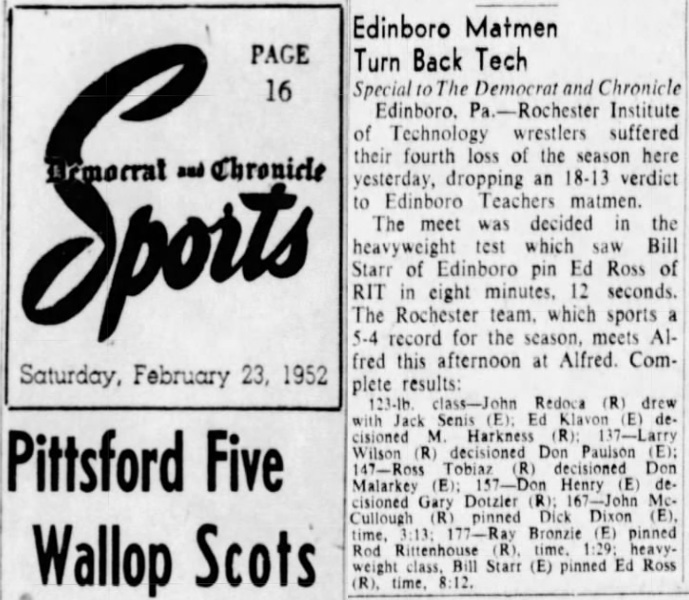 PAGE
16
Democrat and Chronicle
Sports
Saturday, February 23, 1952
Pittsford Five
Wallop Scots
Edinboro Matmen
Turn Back Tech
Special to The Democrat and Chronicle
Edinboro, Pa.—Rochester Institute
of Technology wrestlers suffered
their fourth loss of the season here
yesterday, dropping an 18-13 verdict
to Edinboro Teachers matmen.
The meet was decided in the
heavyweight test which saw Bill
Starr of Edinboro pin Ed Ross of
RIT in eight minutes, 12 seconds.
The Rochester team, which sports a
5-4 record for the season, meets Al-
fred this afternoon at Alfred. Com-
plete results:
123-lb. class—John Redoca (R) drew
with Jack Senis (E); Ed Klavon (E) de-
cisioned M. Harkness (R); 137—Larry
Wilson (R) decisioned Don Paulson (E);
147—Ross Tobiaz (R) decisioned Don
Malarkey (E); 157—Don Henry (E) de-
cisioned Gary Dotzler (R); 167—John Mc-
Cullough (R) pinned Dick Dixon (E),
time, 3:13; 177—Ray Bronzie (E) pinned
Rod Rittenhouse (R), time, 1:29; heavy-
weight class, Bill Starr (E) pinned Ed Ross
(R), time, 8:12.